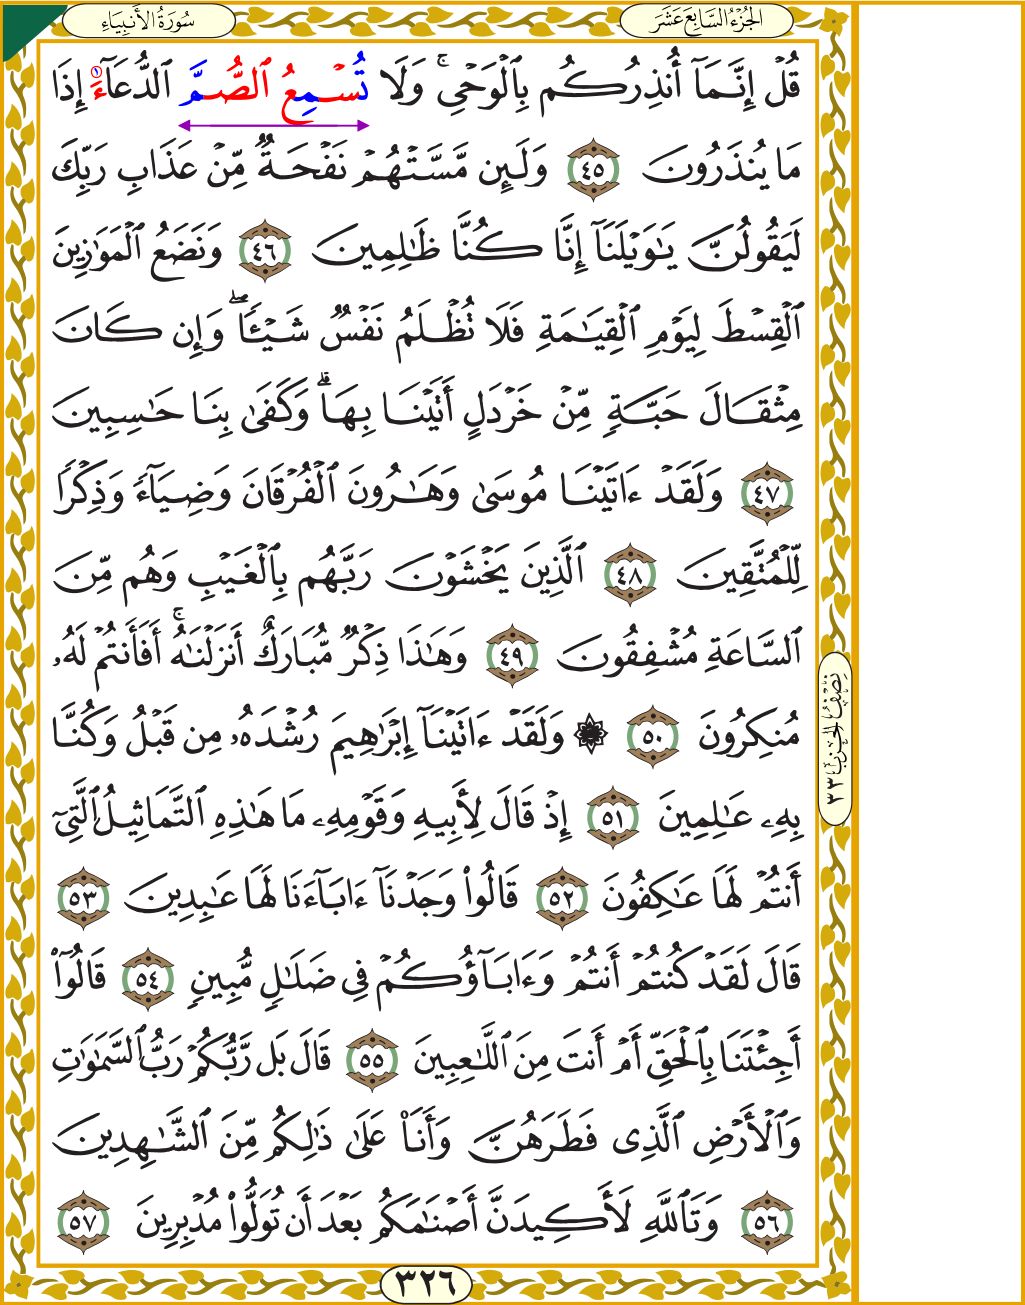 سُورَةُ الأَنْبِيَاءِ
الجُزْءُ السَّابِعَ عَشَرَ
قُلْ إِنَّمَآ أُنذِرُكُم بِٱلْوَحْيِ ۚ وَلَا تُسْمِعُ ٱلصُّمَّ ٱلدُّعَآءَ ١ إِذَا
مَا يُنذَرُونَ ٤٥ وَلَئِن مَّسَّتْهُمْ نَفْحَةٌ مِّنْ عَذَابِ رَبِّكَ
لَيَقُولُنَّ يَـٰوَيْلَنَآ إِنَّا كُنَّا ظَـٰلِمِينَ ٤٦ وَنَضَعُ ٱلْمَوَٰزِينَ
ٱلْقِسْطَ لِيَوْمِ ٱلْقِيَـٰمَةِ فَلَا تُظْلَمُ نَفْسٌ شَيْـًٔا ۖ وَإِن كَانَ
مِثْقَالَ حَبَّةٍ مِّنْ خَرْدَلٍ أَتَيْنَا بِهَا ۗ وَكَفَىٰ بِنَا حَـٰسِبِينَ
٤٧ وَلَقَدْ ءَاتَيْنَا مُوسَىٰ وَهَـٰرُونَ ٱلْفُرْقَانَ وَضِيَآءً وَذِكْرًا
لِّلْمُتَّقِينَ ٤٨ ٱلَّذِينَ يَخْشَوْنَ رَبَّهُم بِٱلْغَيْبِ وَهُم مِّنَ
ٱلسَّاعَةِ مُشْفِقُونَ ٤٩ وَهَـٰذَا ذِكْرٌ مُّبَارَكٌ أَنزَلْنَـٰهُ ۚ أَفَأَنتُمْ لَهُۥ
مُنكِرُونَ ٥٠ ۞ وَلَقَدْ ءَاتَيْنَآ إِبْرَٰهِيمَ رُشْدَهُۥ مِن قَبْلُ وَكُنَّا
بِهِۦ عَـٰلِمِينَ ٥١ إِذْ قَالَ لِأَبِيهِ وَقَوْمِهِۦ مَا هَـٰذِهِ ٱلتَّمَاثِيلُ ٱلَّتِىٓ
أَنتُمْ لَهَا عَـٰكِفُونَ ٥٢ قَالُوا۟ وَجَدْنَآ ءَابَآءَنَا لَهَا عَـٰبِدِينَ ٥٣
قَالَ لَقَدْ كُنتُمْ أَنتُمْ وَءَابَآؤُكُمْ فِى ضَلَـٰلٍ مُّبِينٍ ٥٤ قَالُوٓا۟
أَجِئْتَنَا بِٱلْحَقِّ أَمْ أَنتَ مِنَ ٱللَّـٰعِبِينَ ٥٥ قَالَ بَل رَّبُّكُمْ رَبُّ ٱلسَّمَـٰوَٰتِ
وَٱلْأَرْضِ ٱلَّذِى فَطَرَهُنَّ وَأَنَا۠ عَلَىٰ ذَٰلِكُم مِّنَ ٱلشَّـٰهِدِينَ
٥٦ وَتَٱللَّهِ لَأَكِيدَنَّ أَصْنَـٰمَكُم بَعْدَ أَن تُوَلُّوا۟ مُدْبِرِينَ ٥٧
نِصْفُ الحِزْبِ ٣٣
٣٢٦